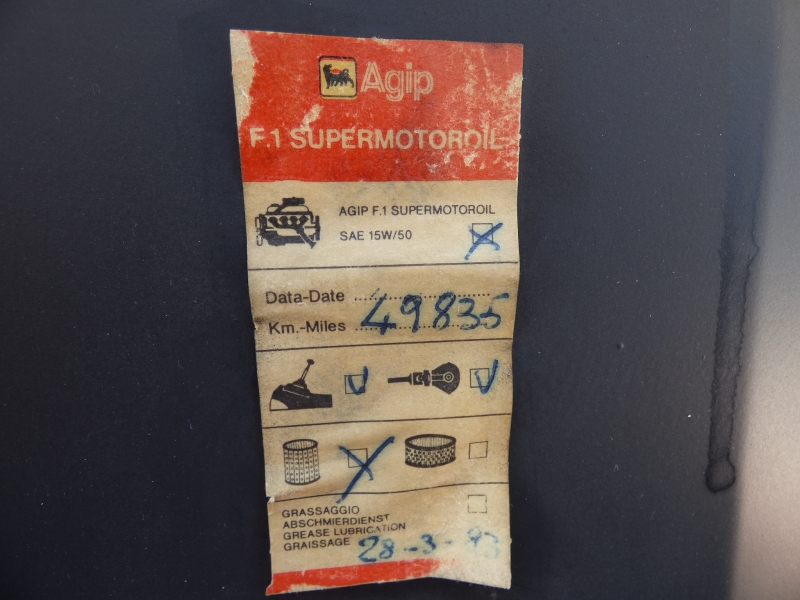 Agip
F.1 SUPERMOTOROIL
AGIP F.1 SUPERMOTOROIL
SAE 15W/50
Data-Date
Km.-Miles 49835
GRASSAGGIO
ABSCHMIERDIENST
GREASE LUBRICATION
GRAISSAGE
28-3-93